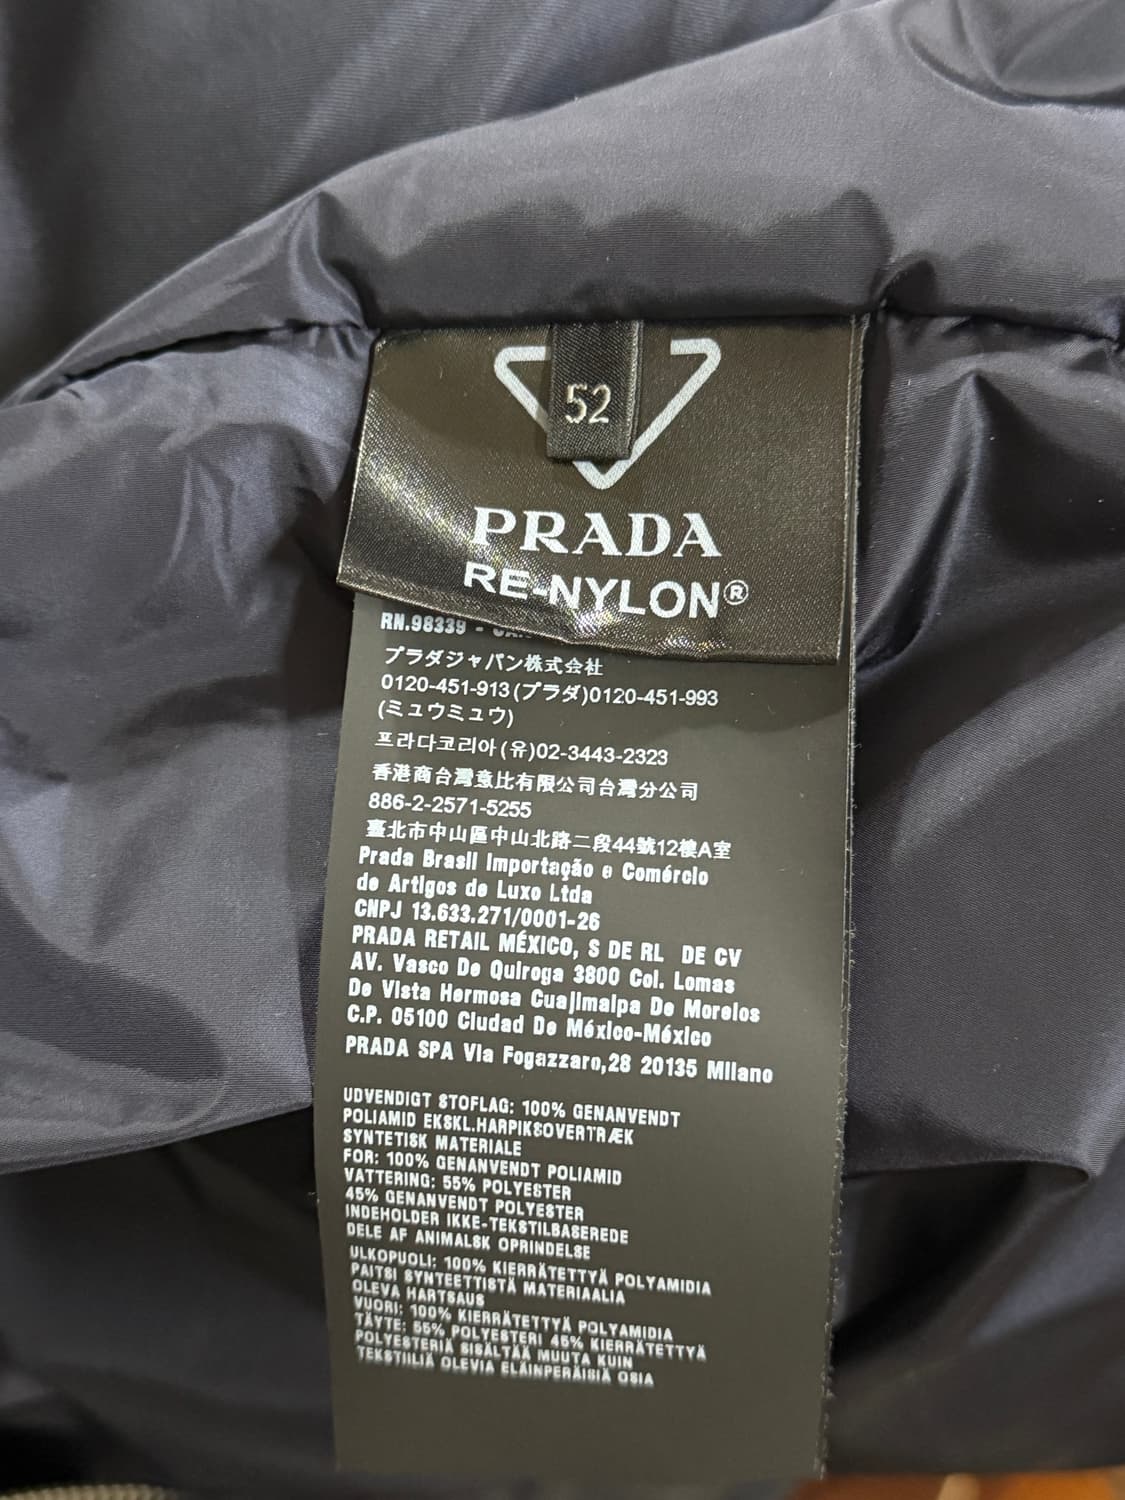 52
PRADA
RE-NYLON®
RN.98339 -
プラダジャパン株式会社
0120-451-913(プラダ)0120-451-993
(ミュウミュウ)
프라다코리아(유)02-3443-2323
香港商台灣意比有限公司台灣分公司
886-2-2571-5255
臺北市中山區中山北路二段44號12樓A室
Prada Brasil Importação e Comércio
de Artigos de Luxo Ltda
CNPJ 13.633.271/0001-26
PRADA RETAIL MÉXICO, S DE RL DE CV
AV. Vasco De Quiroga 3800 Col. Lomas
De Vista Hermosa Cuajimalpa De Morelos
C.P. 05100 Ciudad De México-México
PRADA SPA Via Fogazzaro,28 20135 Milano
UDVENDIGT STOFLAG: 100% GENANVENDT
POLIAMID EKSKL.HARPIKSOVERTRÆK
SYNTETISK MATERIALE
FOR: 100% GENANVENDT POLIAMID
VATTERING: 55% POLYESTER
45% GENANVENDT POLYESTER
INDEHOLDER IKKE-TEKSTILBASEREDE
DELE AF ANIMALSK OPRINDELSE
ULKOPUOLI: 100% KIERRÄTETTYÄ POLYAMIDIA
PAITSI SYNTEETTISTÄ MATERIAALIA
OLEVA HARTSAUS
VUORI: 100% KIERRÄTETTYÄ POLYAMIDIA
TÄYTE: 55% POLYESTERI 45% KIERRÄTETTYÄ
POLYESTERIÄ SISÄLTÄÄ MUUTA KUIN
TEKSTIILIÄ OLEVIA ELÄINPERÄISIÄ OSIA